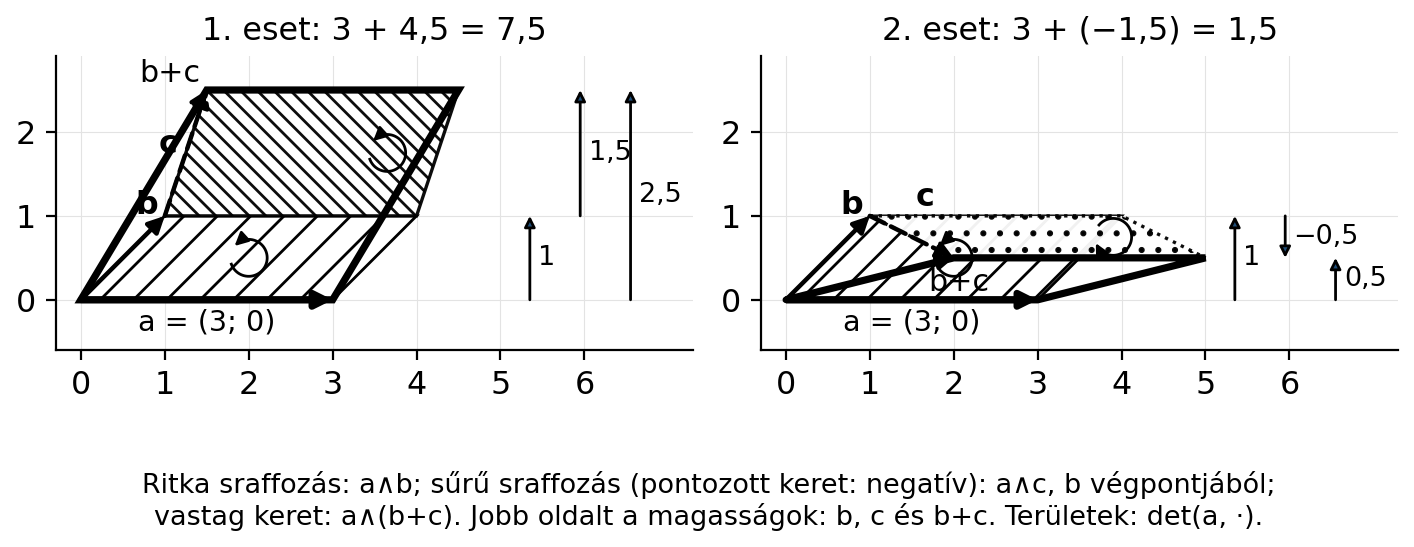 1. eset: 3 + 4,5 = 7,5
b+c
c
b
a = (3; 0)
1
1,5
2,5
0
1
2
0
1
2
3
4
5
6
2. eset: 3 + (−1,5) = 1,5
b
c
b+c
a = (3; 0)
1
−0,5
0,5
0
1
2
0
1
2
3
4
5
6
Ritka sraffozás: a∧b; sűrű sraffozás (pontozott keret: negatív): a∧c, b végpontjából;
vastag keret: a∧(b+c). Jobb oldalt a magasságok: b, c és b+c. Területek: det(a, ·).